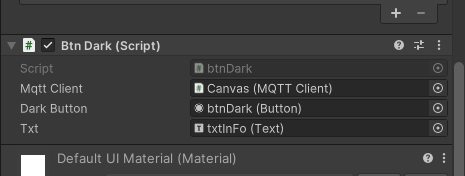 Btn Dark (Script)
Script btnDark
Mqtt Client Canvas (MQTT Client)
Dark Button btnDark (Button)
Txt txtInFo (Text)
Default UI Material (Material)